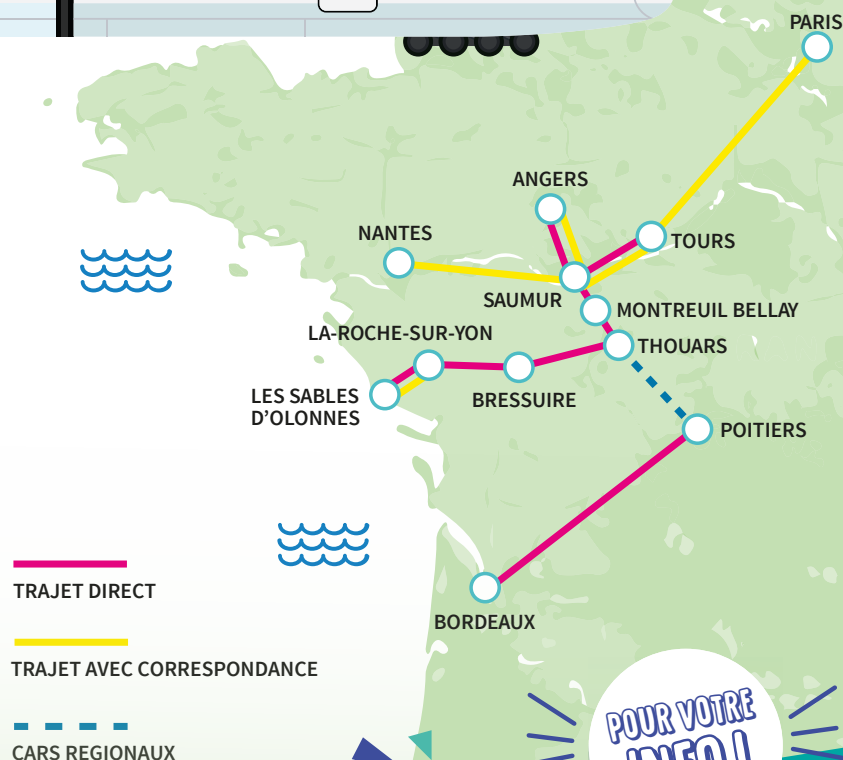 PARIS
ANGERS
NANTES
TOURS
SAUMUR
MONTREUIL BELLAY
LA-ROCHE-SUR-YON
THOUARS
LES SABLES
D'OLONNES
BRESSUIRE
POITIERS
TRAJET DIRECT
BORDEAUX
TRAJET AVEC CORRESPONDANCE
POUR VOTRE
INFO !
CARS REGIONAUX